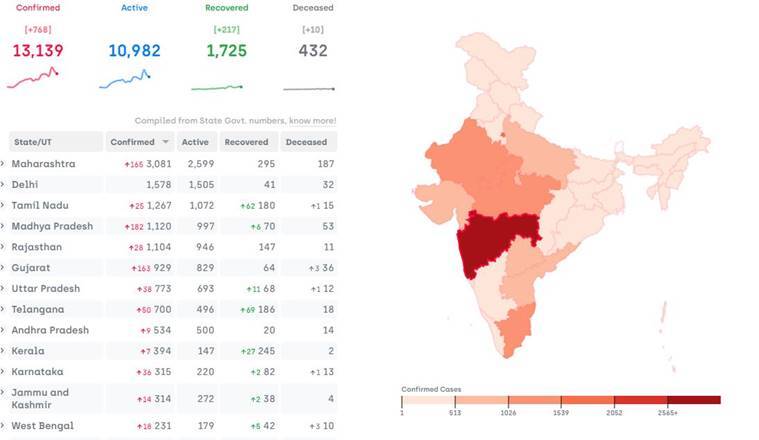 Confirmed Active Recovered Deceased
[+768] [+217] [+10]
13,139 10,982 1,725 432
Compiled from State Govt. numbers, know more!
State/UT Confirmed Active Recovered Deceased
Maharashtra ↑165 3,081 2,599 295 187
Delhi 1,578 1,505 41 32
Tamil Nadu ↑25 1,267 1,072 ↑62 180 ↑1 15
Madhya Pradesh ↑182 1,120 997 ↑6 70 53
Rajasthan ↑28 1,104 946 147 11
Gujarat ↑163 929 829 64 ↑3 36
Uttar Pradesh ↑38 773 693 ↑11 68 ↑1 12
Telangana ↑50 700 496 ↑69 186 18
Andhra Pradesh ↑9 534 500 20 14
Kerala ↑7 394 147 ↑27 245 2
Karnataka ↑36 315 220 ↑2 82 ↑1 13
Jammu and
Kashmir ↑14 314 272 ↑2 38 4
West Bengal ↑18 231 179 ↑5 42 ↑3 10
Confirmed Cases
1 513 1026 1539 2052 2565+